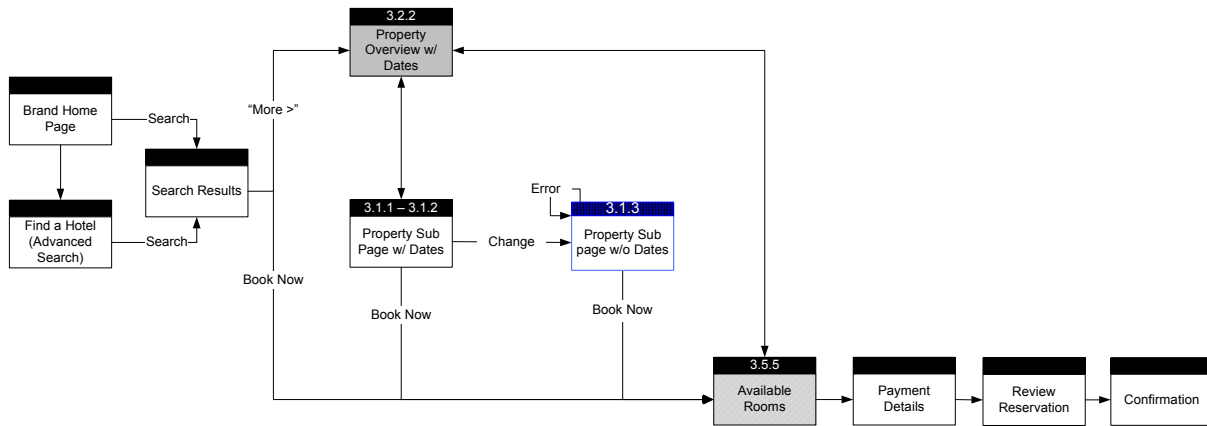 3.2.2
Property
Overview w/
Dates
Brand Home
Page
Search
“More >”
Search Results
Find a Hotel
(Advanced
Search)
Search
3.1.1 – 3.1.2
Property Sub
Page w/ Dates
Change
Error
3.1.3
Property Sub
page w/o Dates
Book Now
Book Now
Book Now
3.5.5
Available
Rooms
Payment
Details
Review
Reservation
Confirmation